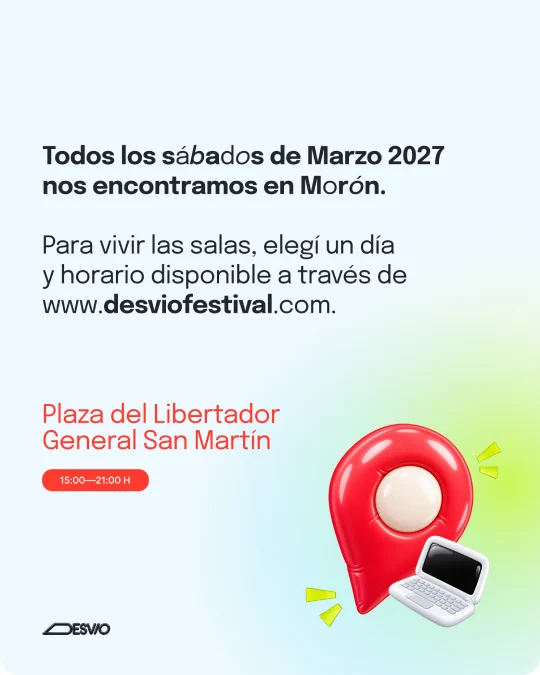 Todos los sábados de Marzo 2027
nos encontramos en Morón.
Para vivir las salas, elegí un día
y horario disponible a través de
www.desviofestival.com.
Plaza del Libertador
General San Martín
15:00—21:00 H
DESVIO